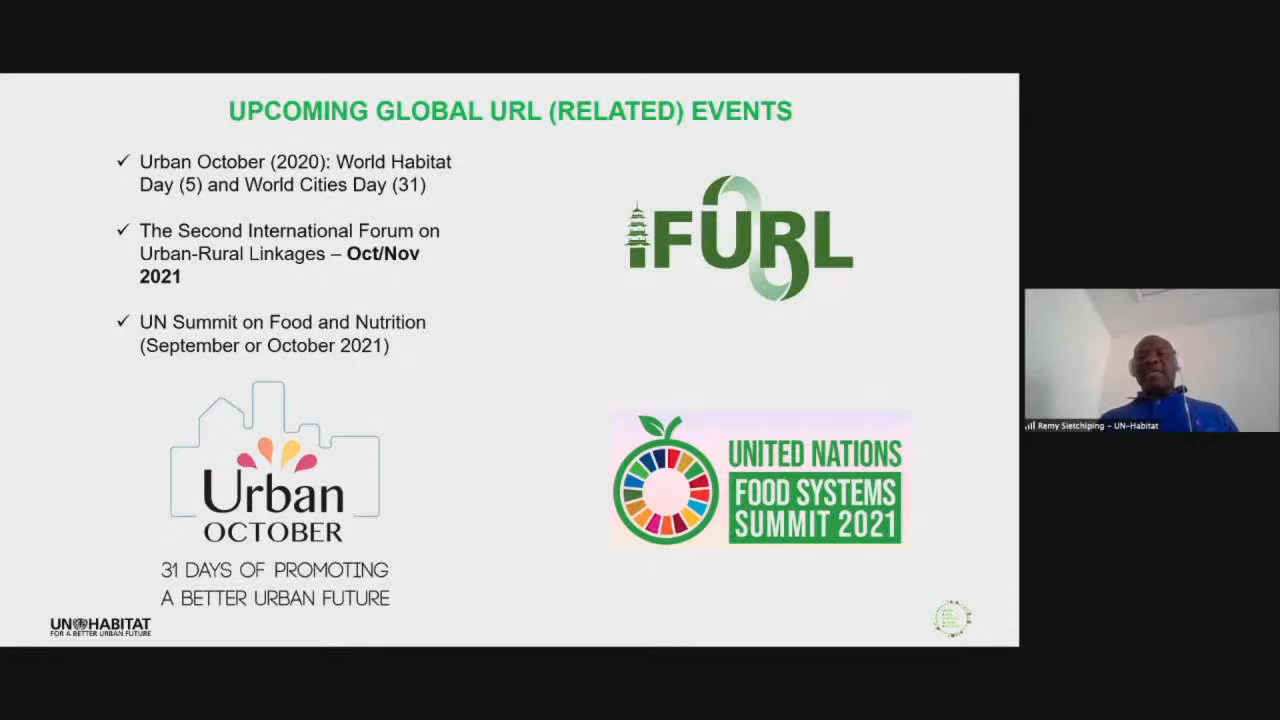 UPCOMING GLOBAL URL (RELATED) EVENTS
✓ Urban October (2020): World Habitat
Day (5) and World Cities Day (31)
✓ The Second International Forum on
Urban-Rural Linkages – Oct/Nov
2021
✓ UN Summit on Food and Nutrition
(September or October 2021)
iFURL
Urban
OCTOBER
31 DAYS OF PROMOTING
A BETTER URBAN FUTURE
UNITED NATIONS
FOOD SYSTEMS
SUMMIT 2021
UN HABITAT
FOR A BETTER URBAN FUTURE
Remy Sietchiping - UN-Habitat